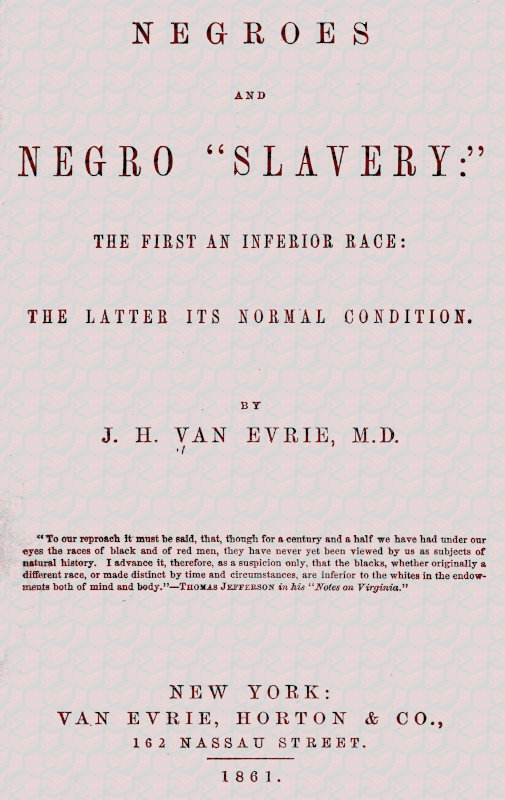 NEGROES
AND
NEGRO "SLAVERY:"
THE FIRST AN INFERIOR RACE:
THE LATTER ITS NORMAL CONDITION.
BY
J. H. VAN EVRIE, M.D.
"To our reproach it must be said, that, though for a century and a half we have had under our
eyes the races of black and of red men, they have never yet been viewed by us as subjects of
natural history. I advance it, therefore, as a suspicion only, that the blacks, whether originally a
different race, or made distinct by time and circumstances, are inferior to the whites in the endow-
ments both of mind and body."—THOMAS JEFFERSON in his "Notes on Virginia."
NEW YORK:
VAN EVRIE, HORTON & CO.,
162 NASSAU STREET.
1861.